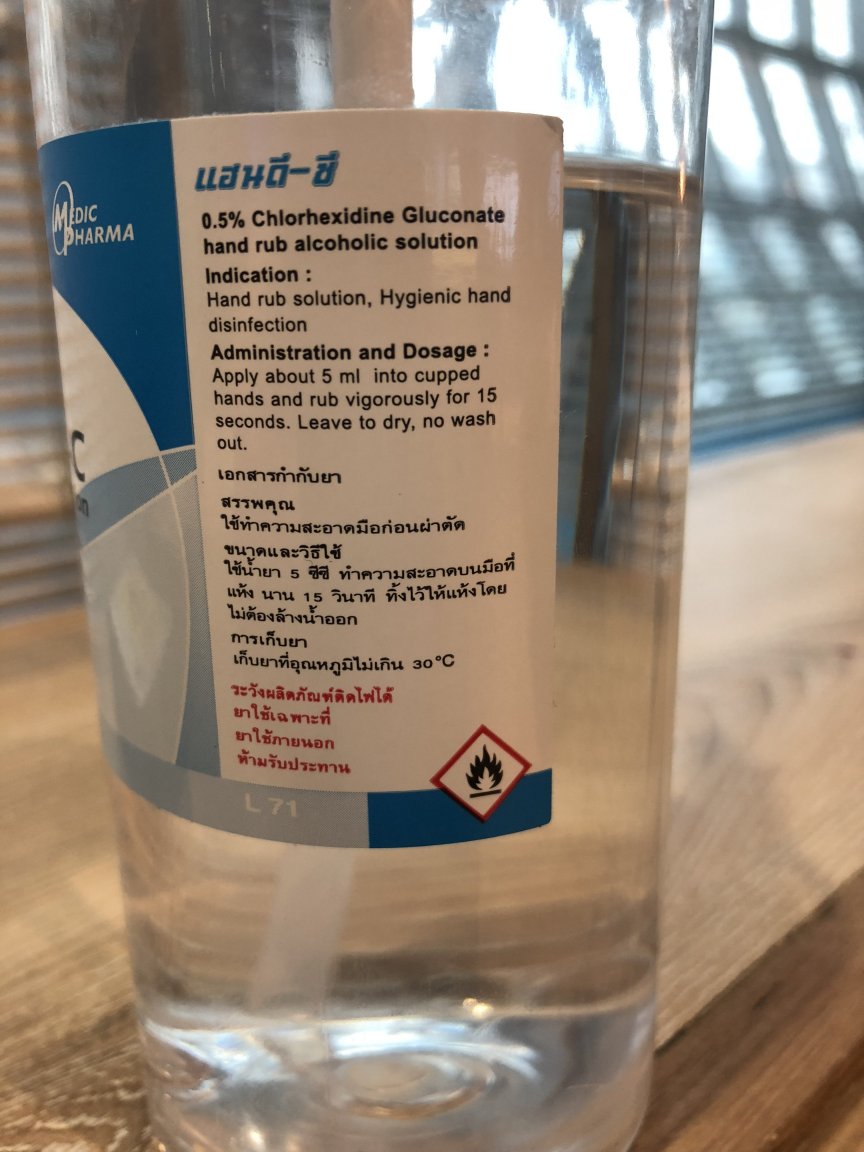 MEDIC
PHARMA
แฮนดี-ซี
0.5% Chlorhexidine Gluconate
hand rub alcoholic solution
Indication :
Hand rub solution, Hygienic hand
disinfection
Administration and Dosage :
Apply about 5 ml into cupped
hands and rub vigorously for 15
seconds. Leave to dry, no wash
out.
เอกสารกำกับยา
สรรพคุณ
ใช้ทำความสะอาดมือก่อนผ่าตัด
ขนาดและวิธีใช้
ใช้น้ำยา 5 ซีซี ทำความสะอาดบนมือที่
แห้ง นาน 15 วินาที ทิ้งไว้ให้แห้งโดย
ไม่ต้องล้างน้ำออก
การเก็บยา
เก็บยาที่อุณหภูมิไม่เกิน 30°C
ระวังผลิตภัณฑ์ติดไฟได้
ยาใช้เฉพาะที่
ยาใช้ภายนอก
ห้ามรับประทาน
L 71